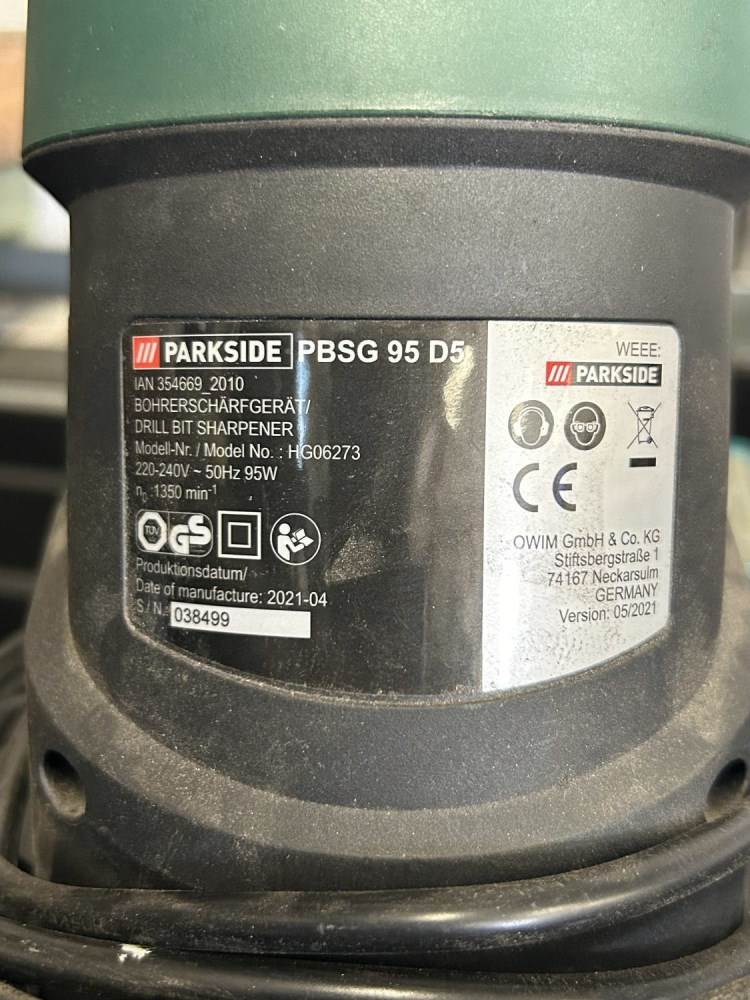 PARKSIDE PBSG 95 D5
IAN 354669_2010
BOHRERSCHÄRFGERÄT/
DRILL BIT SHARPENER
Modell-Nr. / Model No. : HG06273
220-240V ~ 50Hz 95W
n₀ :1350 min⁻¹
TÜV GS
Produktionsdatum/
Date of manufacture: 2021-04
S / N.: 038499
WEEE:
PARKSIDE
CE
OWIM GmbH & Co. KG
Stiftsbergstraße 1
74167 Neckarsulm
GERMANY
Version: 05/2021